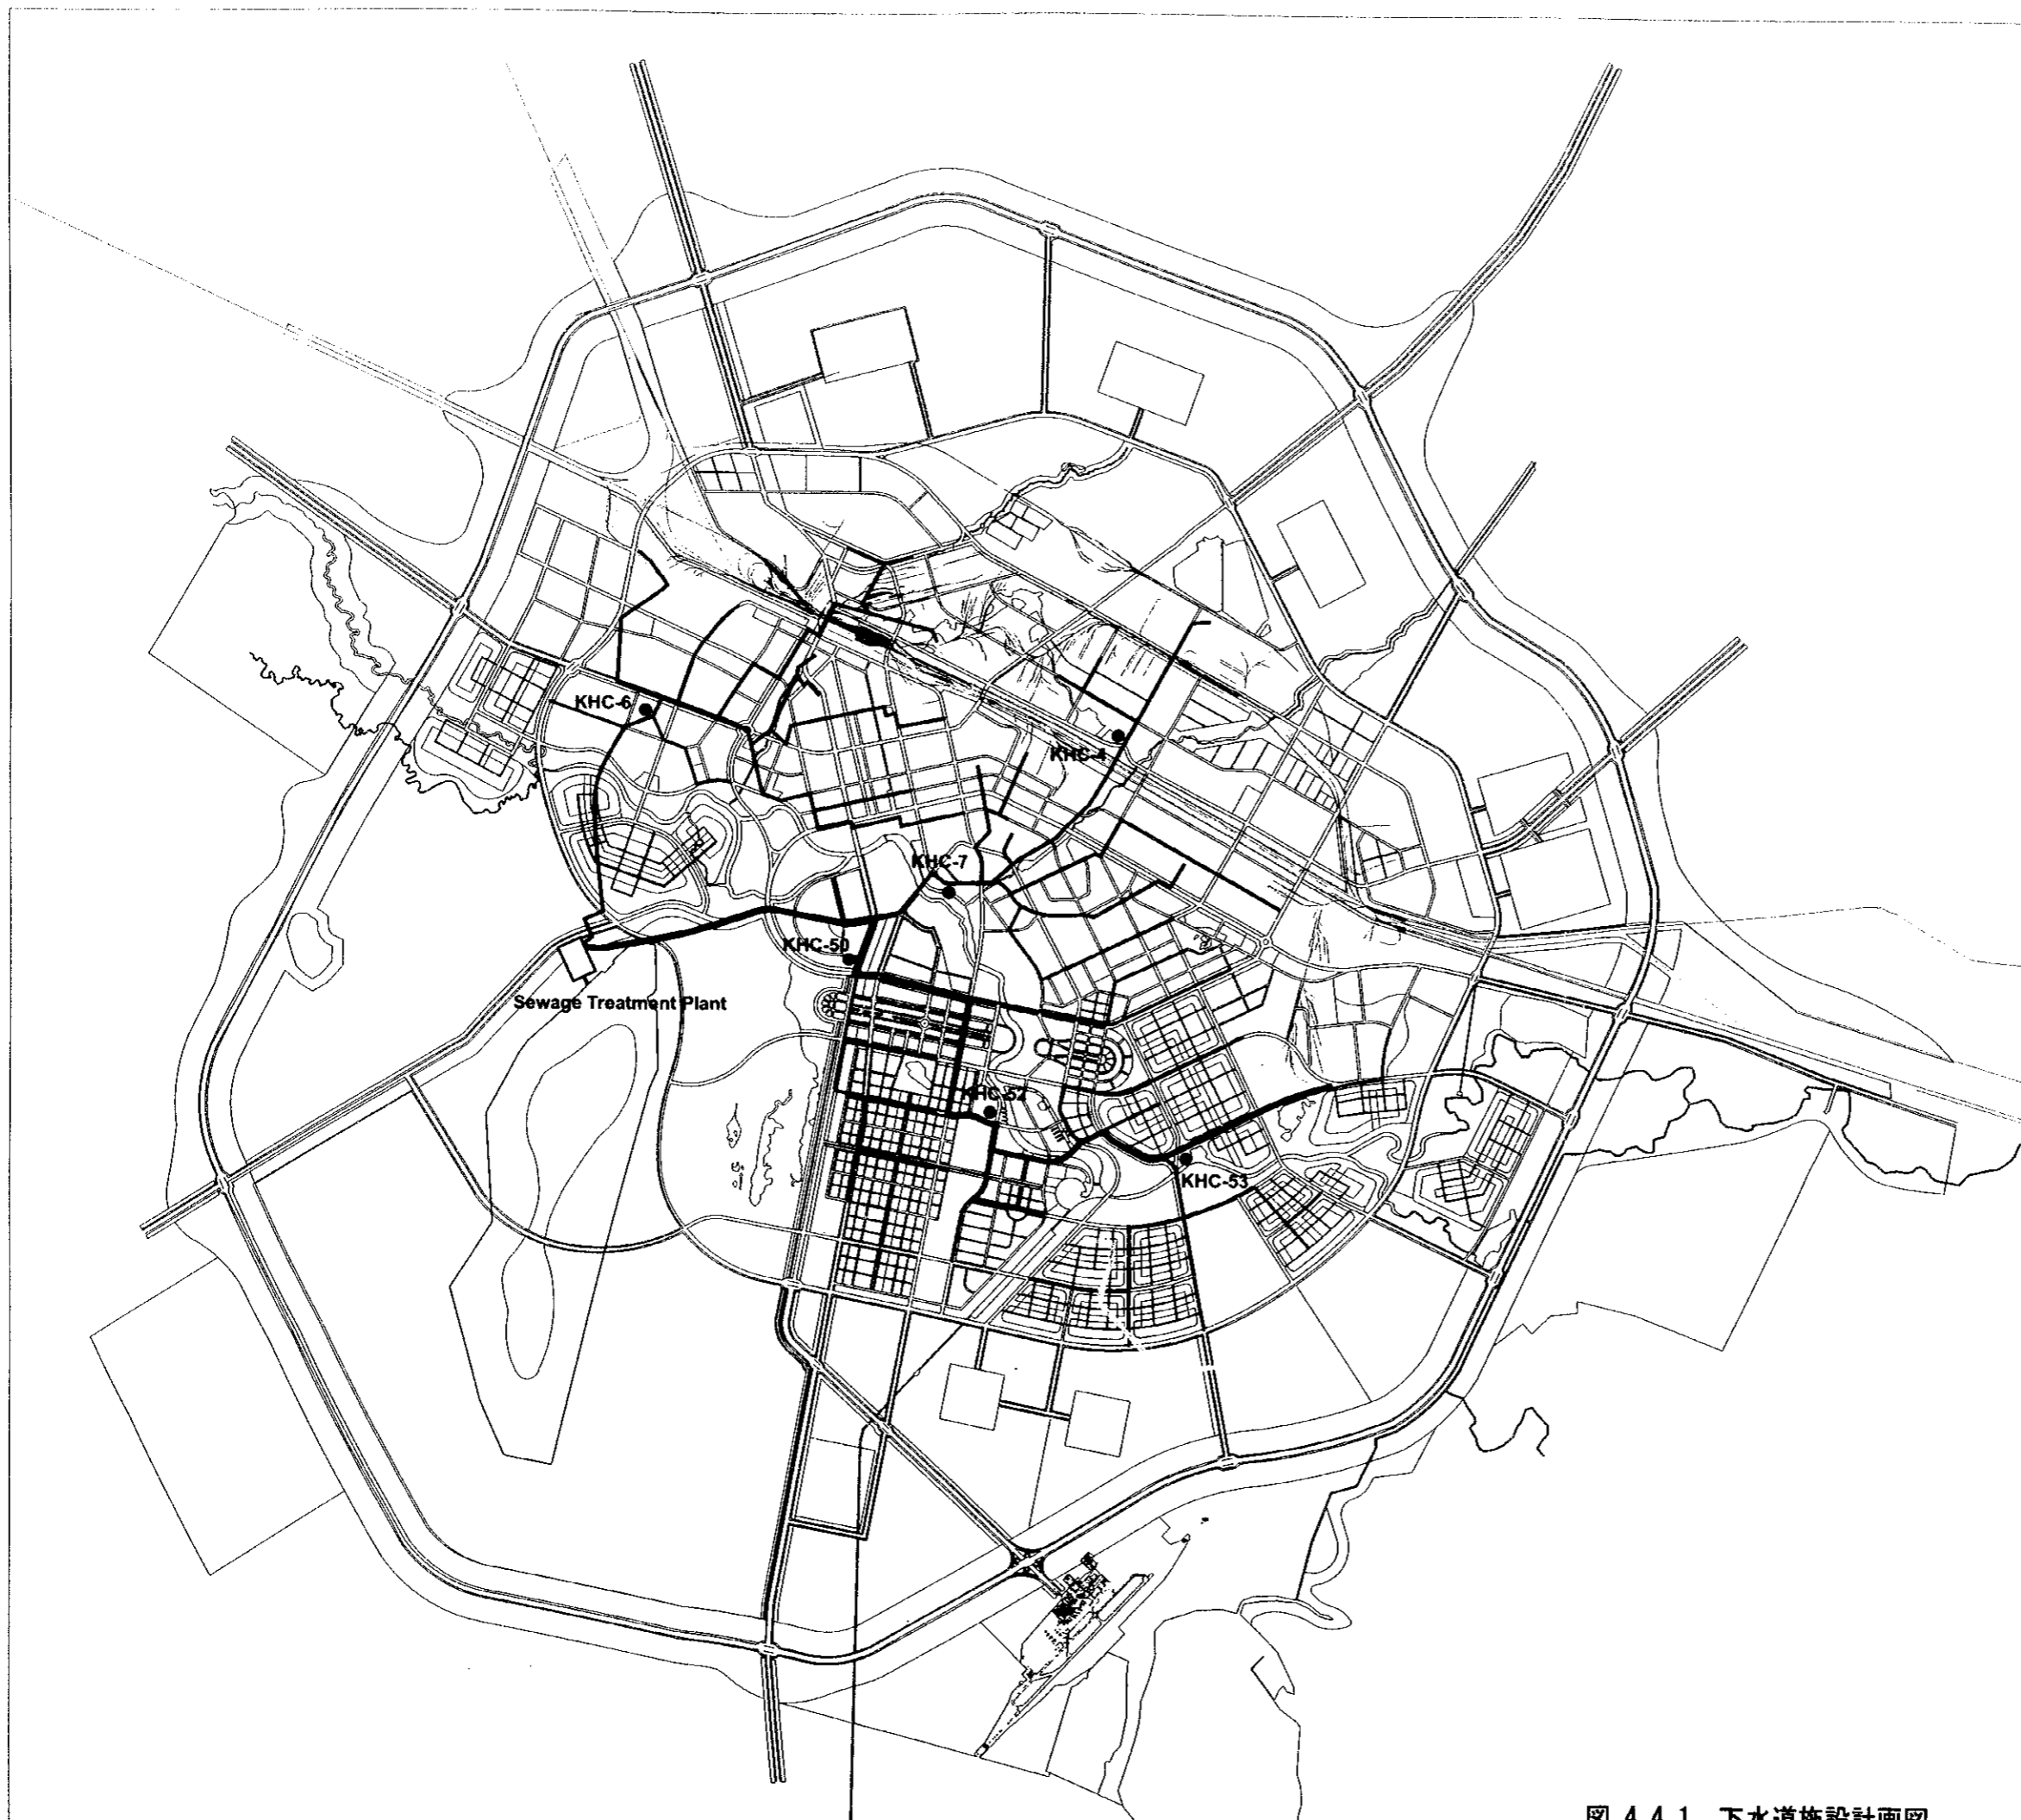 KHC-6
KHC-4
KHC-7
KHC-50
Sewage Treatment Plant
KHC-52
KHC-53
図 4.4.1 下水道施設計画図